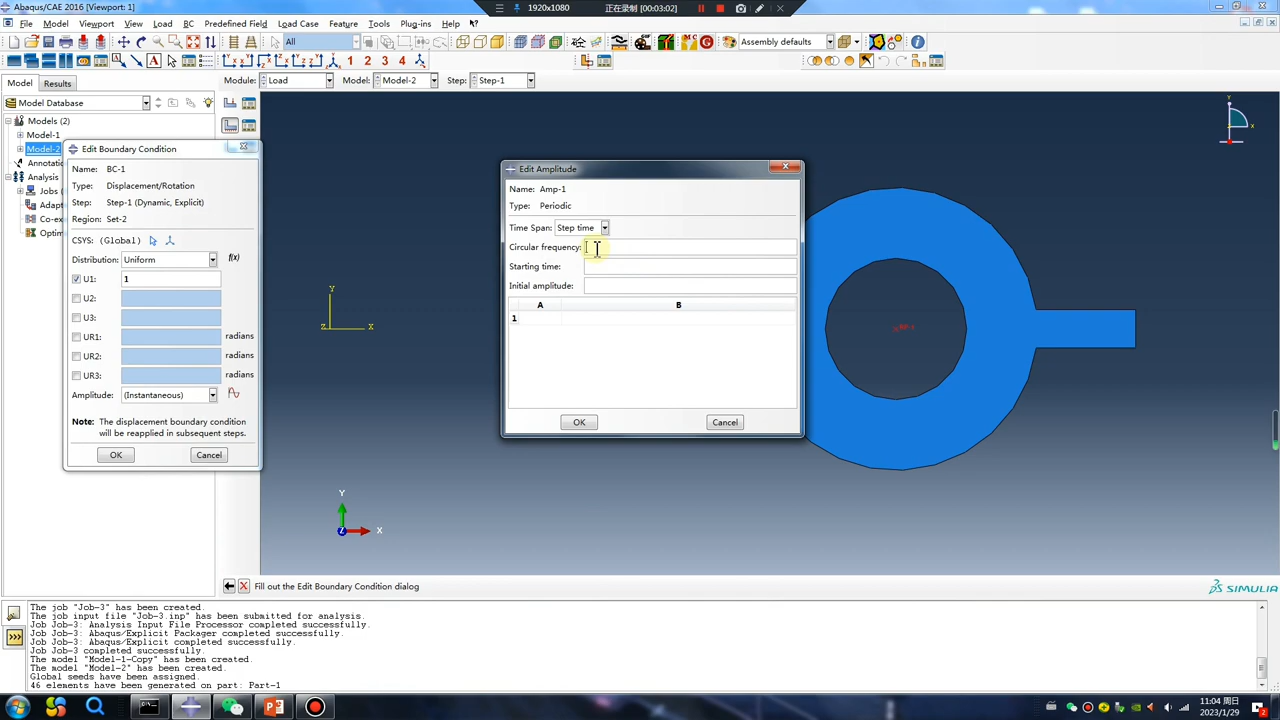 Abaqus/CAE 2016 [Viewport: 1]
1920x1080
正在录制 [00:03:02]
File Model Viewport View Load BC Predefined Field Load Case Feature Tools Plug-ins Help
All
Assembly defaults
1 2 3 4
Model Results
Module: Load Model: Model-2 Step: Step-1
Model Database
Models (2)
Model-1
Model-2
Annotatio
Analysis
Jobs (
Adapt
Co-ex
Optim
Edit Boundary Condition
Name: BC-1
Type: Displacement/Rotation
Step: Step-1 (Dynamic, Explicit)
Region: Set-2
CSYS: (Global)
Distribution: Uniform f(x)
U1: 1
U2:
U3:
UR1: radians
UR2: radians
UR3: radians
Amplitude: (Instantaneous)
Note: The displacement boundary condition
will be reapplied in subsequent steps.
OK Cancel
Edit Amplitude
Name: Amp-1
Type: Periodic
Time Span: Step time
Circular frequency:
Starting time:
Initial amplitude:
A B
1
OK Cancel
Y
X
Z
Y
X
Z
Y
X
Fill out the Edit Boundary Condition dialog
SIMULIA
The job "Job-3" has been created.
The job input file "Job-3.inp" has been submitted for analysis.
Job Job-3: Analysis Input File Processor completed successfully.
Job Job-3: Abaqus/Explicit Packager completed successfully.
Job Job-3: Abaqus/Explicit completed successfully.
Job Job-3 completed successfully.
The model "Model-1-Copy" has been created.
The model "Model-2" has been created.
Global seeds have been assigned.
46 elements have been generated on part: Part-1
11:04 周日
2023/1/29